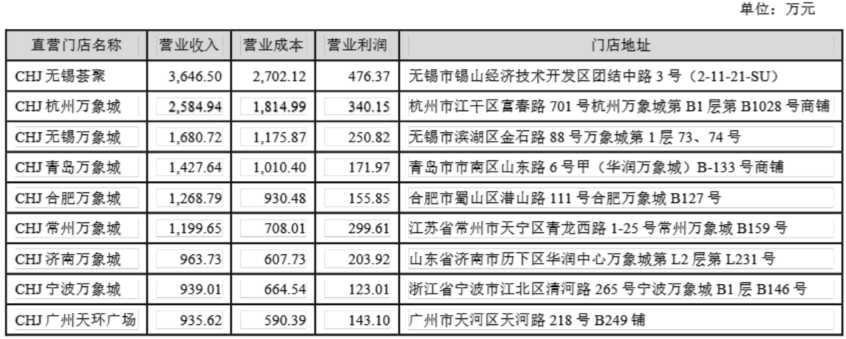 单位：万元
直营门店名称 营业收入 营业成本 营业利润 门店地址
CHJ 无锡荟聚 3,646.50 2,702.12 476.37 无锡市锡山经济技术开发区团结中路 3 号（2-11-21-SU）
CHJ 杭州万象城 2,584.94 1,814.99 340.15 杭州市江干区富春路 701 号杭州万象城第 B1 层第 B1028 号商铺
CHJ 无锡万象城 1,680.72 1,175.87 250.82 无锡市滨湖区金石路 88 号万象城第 1 层 73、74 号
CHJ 青岛万象城 1,427.64 1,010.40 171.97 青岛市市南区山东路 6 号甲（华润万象城）B-133 号商铺
CHJ 合肥万象城 1,268.79 930.48 155.85 合肥市蜀山区潜山路 111 号合肥万象城 B127 号
CHJ 常州万象城 1,199.65 708.01 299.61 江苏省常州市天宁区青龙西路 1-25 号常州万象城 B159 号
CHJ 济南万象城 963.73 607.73 203.92 山东省济南市历下区华润中心万象城第 L2 层第 L231 号
CHJ 宁波万象城 939.01 664.54 123.01 浙江省宁波市江北区清河路 265 号宁波万象城 B1 层 B146 号
CHJ 广州天环广场 935.62 590.39 143.10 广州市天河区天河路 218 号 B249 铺